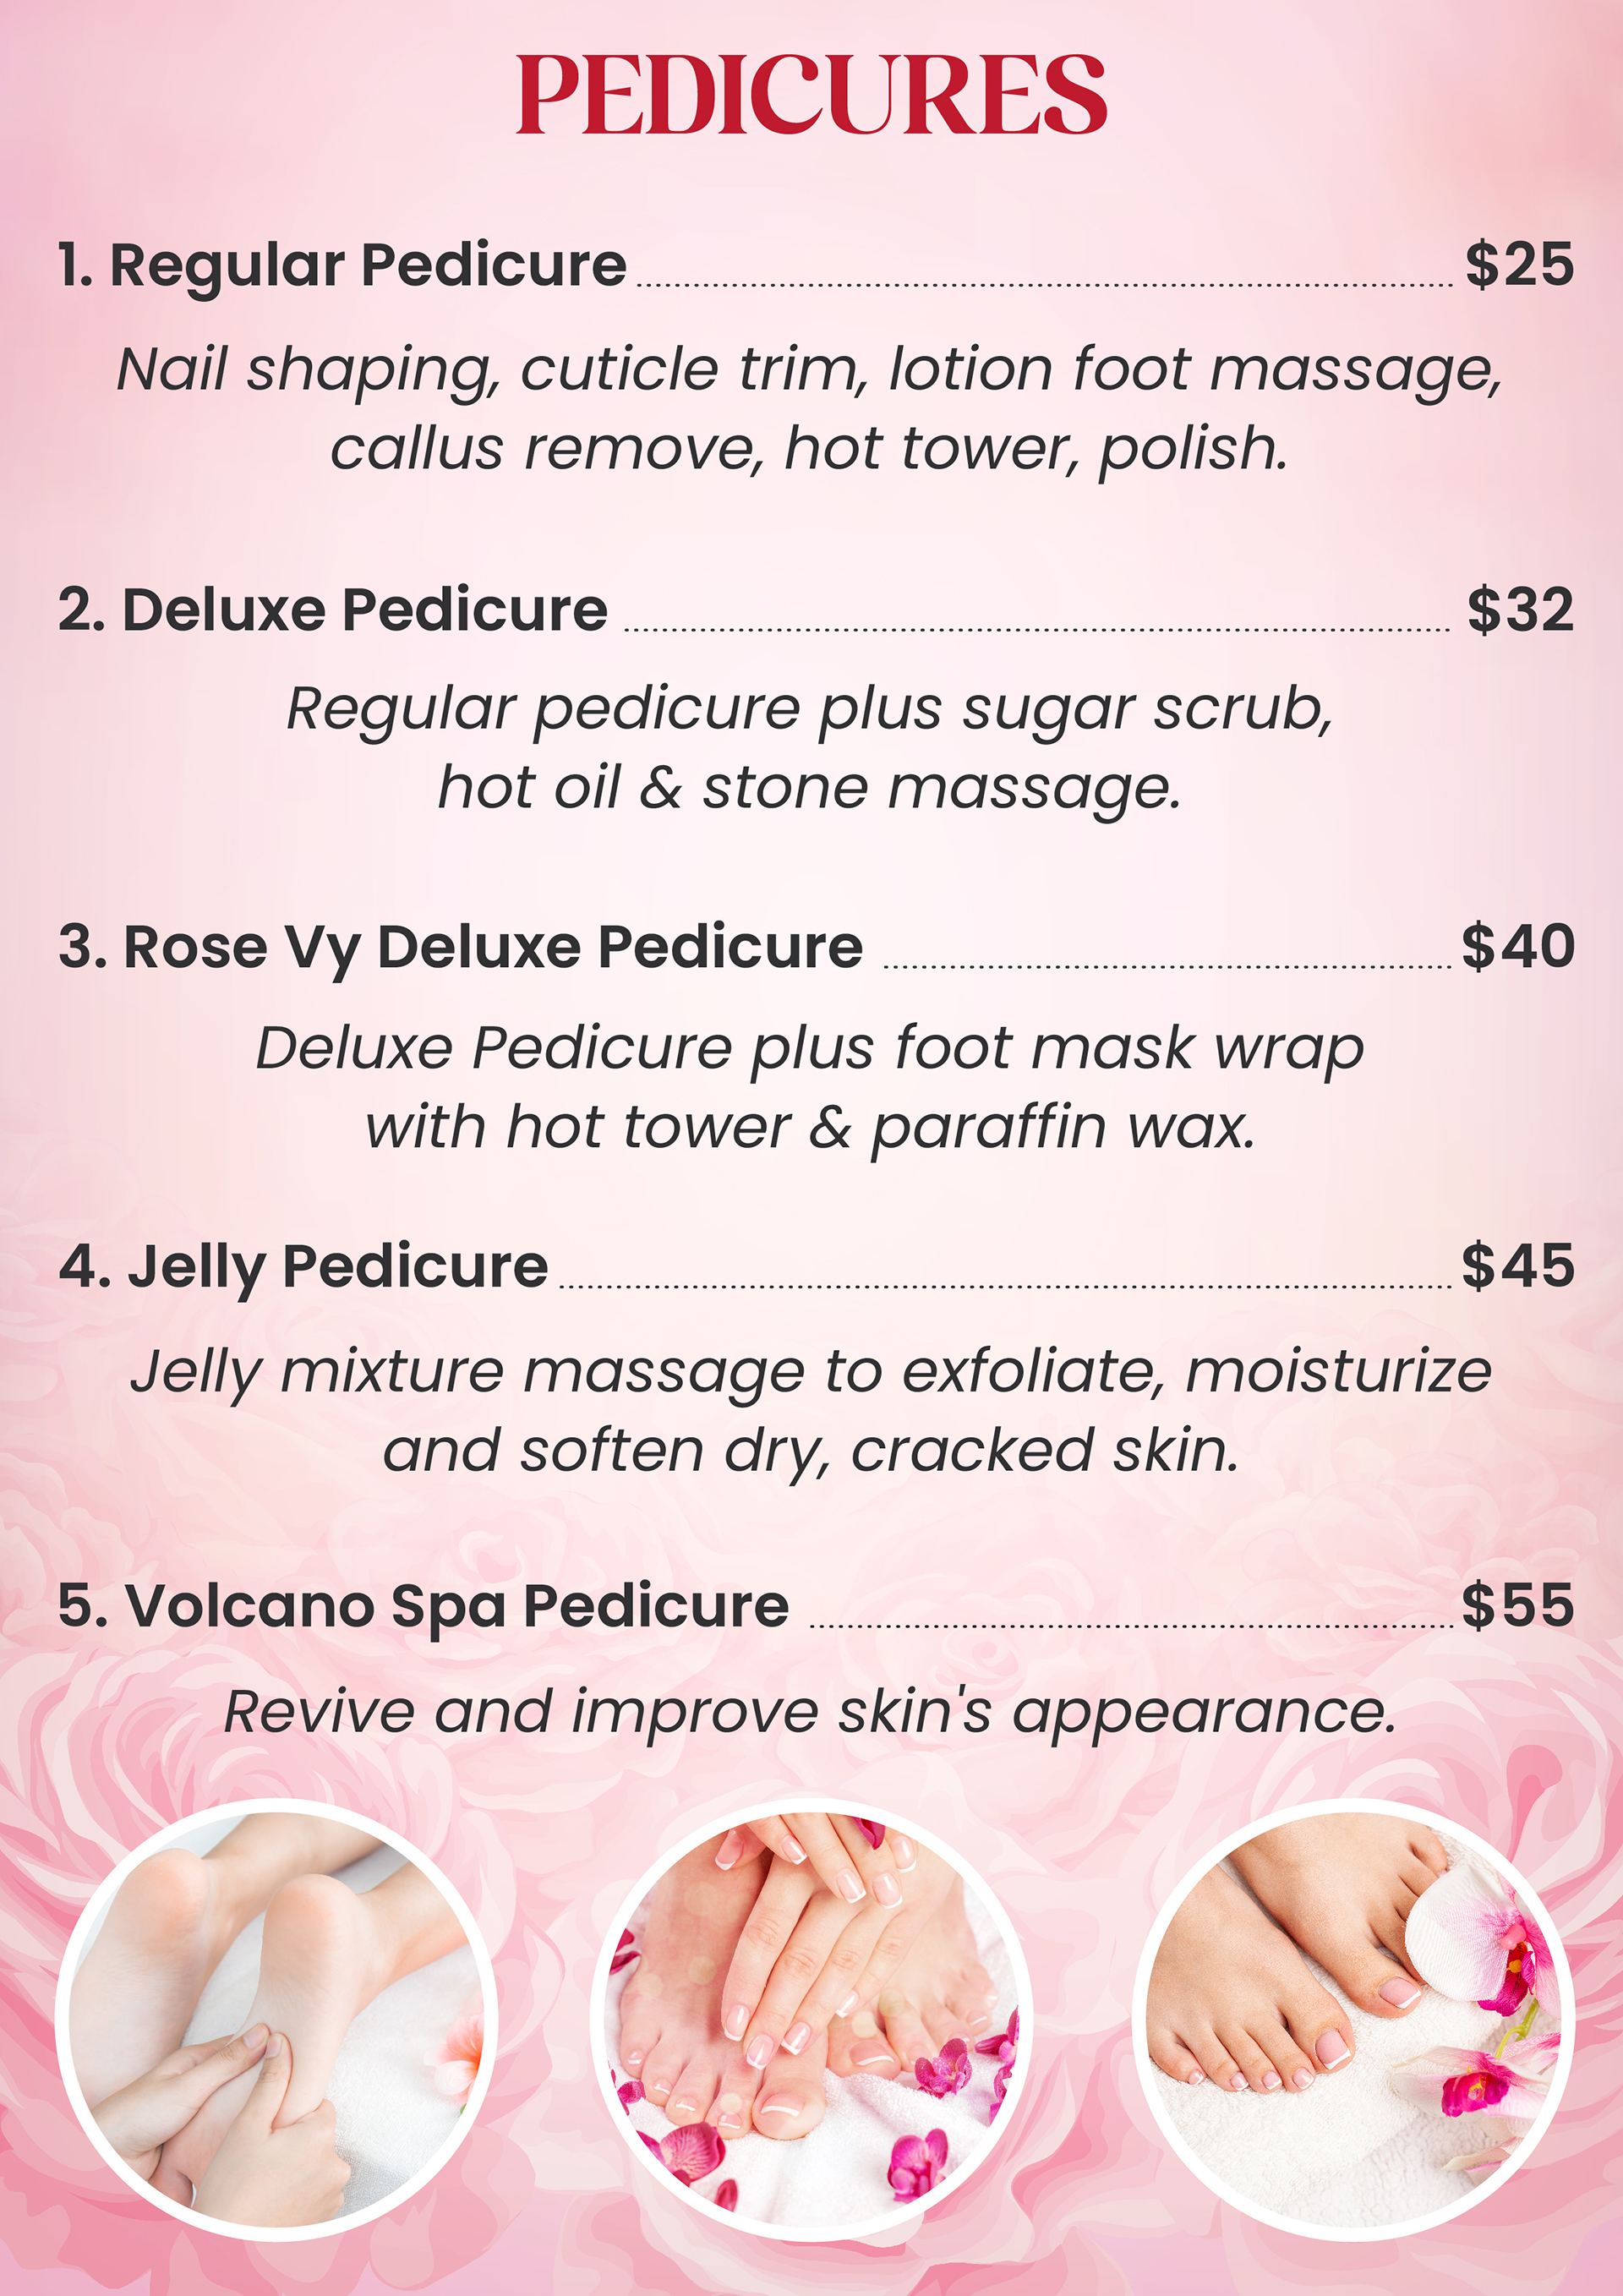 PEDICURES
1. Regular Pedicure ........ $25
Nail shaping, cuticle trim, lotion foot massage,
callus remove, hot tower, polish.
2. Deluxe Pedicure ........ $32
Regular pedicure plus sugar scrub,
hot oil & stone massage.
3. Rose Vy Deluxe Pedicure ........ $40
Deluxe Pedicure plus foot mask wrap
with hot tower & paraffin wax.
4. Jelly Pedicure ........ $45
Jelly mixture massage to exfoliate, moisturize
and soften dry, cracked skin.
5. Volcano Spa Pedicure ........ $55
Revive and improve skin's appearance.